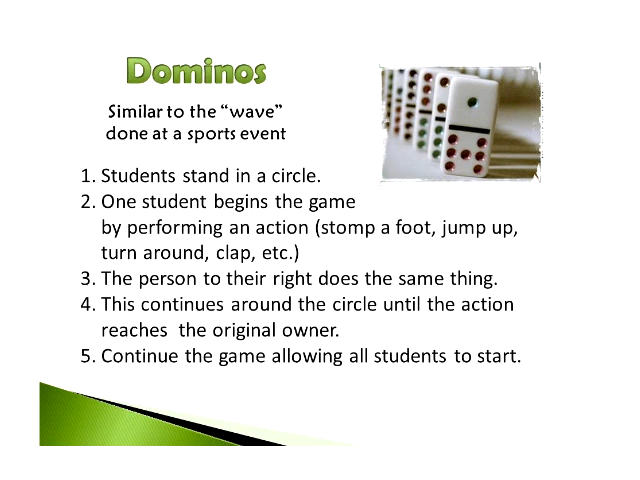 Dominos
Similar to the “wave”
done at a sports event
1. Students stand in a circle.
2. One student begins the game
by performing an action (stomp a foot, jump up,
turn around, clap, etc.)
3. The person to their right does the same thing.
4. This continues around the circle until the action
reaches  the original owner.
5. Continue the game allowing all students to start.